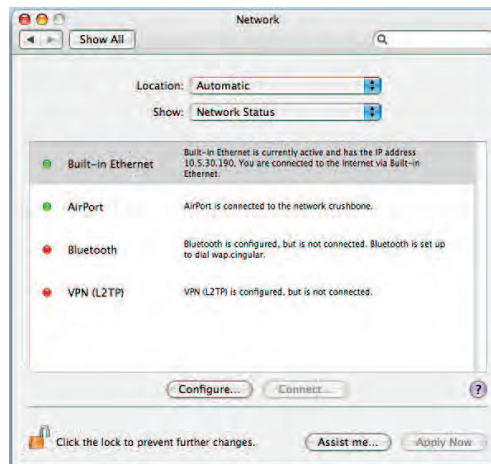 Network
Show All
Location: Automatic
Show: Network Status
Built-in Ethernet
Built-in Ethernet is currently active and has the IP address
10.5.30.190. You are connected to the Internet via Built-in
Ethernet.
AirPort
AirPort is connected to the network crushbone.
Bluetooth
Bluetooth is configured, but is not connected. Bluetooth is set up
to dial wap.cingular.
VPN (L2TP)
VPN (L2TP) is configured, but is not connected.
Configure... Connect... ?
Click the lock to prevent further changes. Assist me... Apply Now